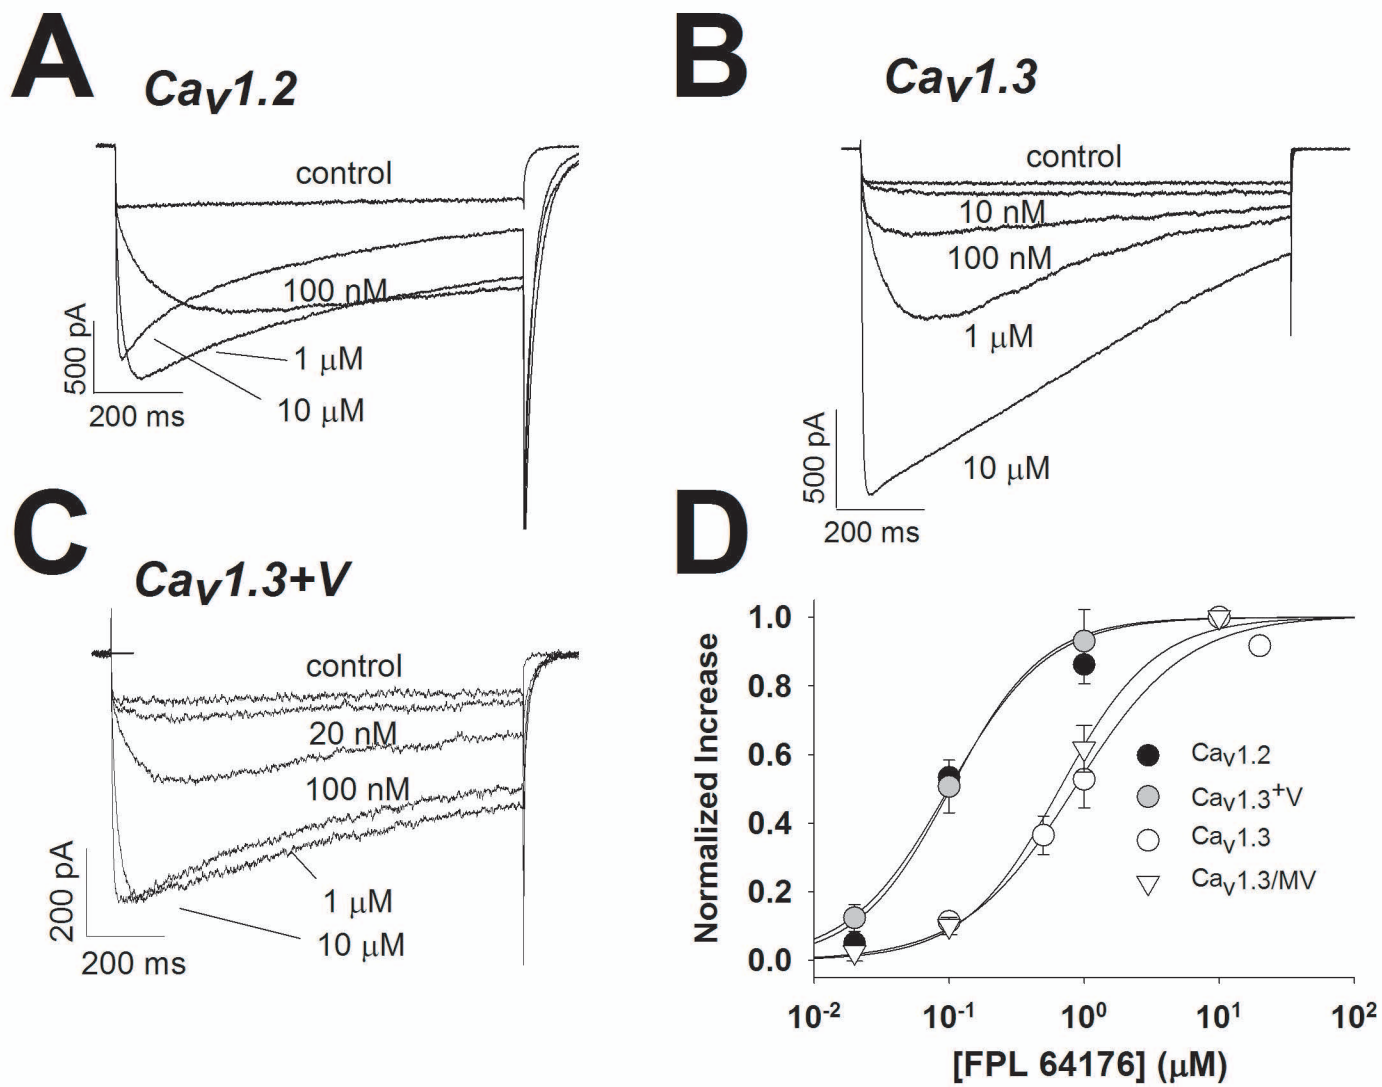 A
Cav1.2
control
100 nM
1 μM
10 μM
500 pA
200 ms
B
Cav1.3
control
10 nM
100 nM
1 μM
10 μM
500 pA
200 ms
C
Cav1.3+V
control
20 nM
100 nM
1 μM
10 μM
200 pA
200 ms
D
Normalized Increase
1.0
0.8
0.6
0.4
0.2
0.0
Cav1.2
Cav1.3+V
Cav1.3
Cav1.3/MV
10-2 10-1 100 101 102
[FPL 64176] (μM)